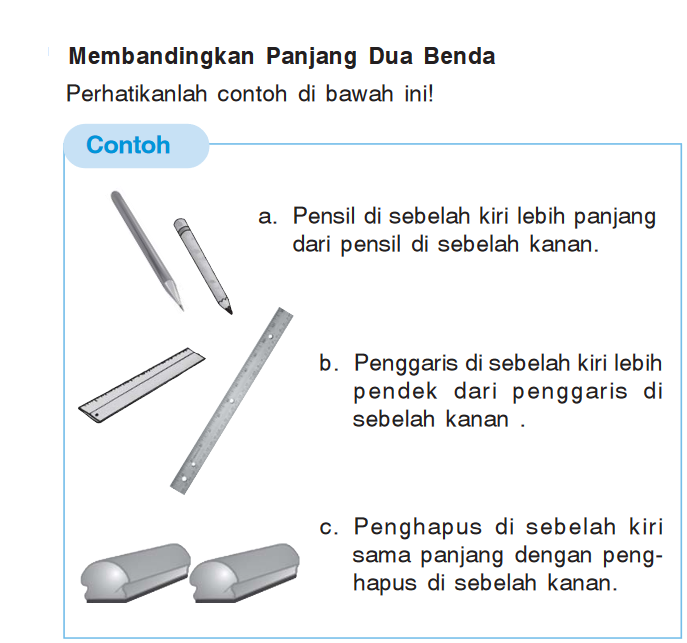 Membandingkan Panjang Dua Benda
Perhatikanlah contoh di bawah ini!
Contoh
a. Pensil di sebelah kiri lebih panjang
dari pensil di sebelah kanan.
b. Penggaris di sebelah kiri lebih
pendek dari penggaris di
sebelah kanan .
c. Penghapus di sebelah kiri
sama panjang dengan peng-
hapus di sebelah kanan.